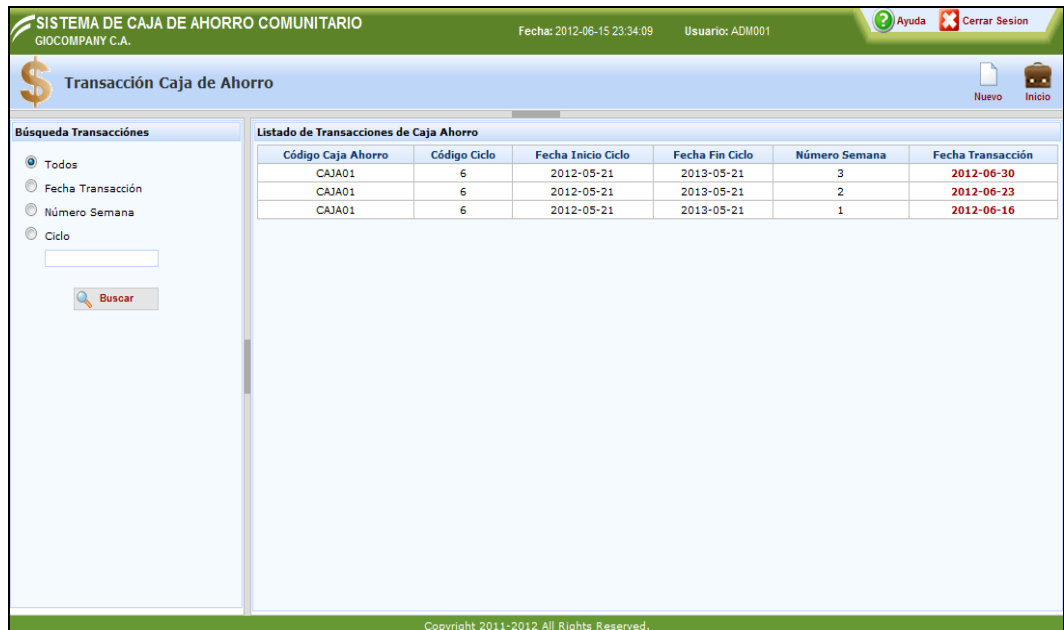 SISTEMA DE CAJA DE AHORRO COMUNITARIO
GIOCOMPANY C.A.
Fecha: 2012-06-15 23:34:09 Usuario: ADM001
Ayuda Cerrar Sesion
Transacción Caja de Ahorro
Nuevo Inicio
Búsqueda Transacciónes
Todos
Fecha Transacción
Número Semana
Ciclo
Buscar
Listado de Transacciones de Caja Ahorro
Código Caja Ahorro Código Ciclo Fecha Inicio Ciclo Fecha Fin Ciclo Número Semana Fecha Transacción
CAJA01 6 2012-05-21 2013-05-21 3 2012-06-30
CAJA01 6 2012-05-21 2013-05-21 2 2012-06-23
CAJA01 6 2012-05-21 2013-05-21 1 2012-06-16
Copyright 2011-2012 All Rights Reserved.